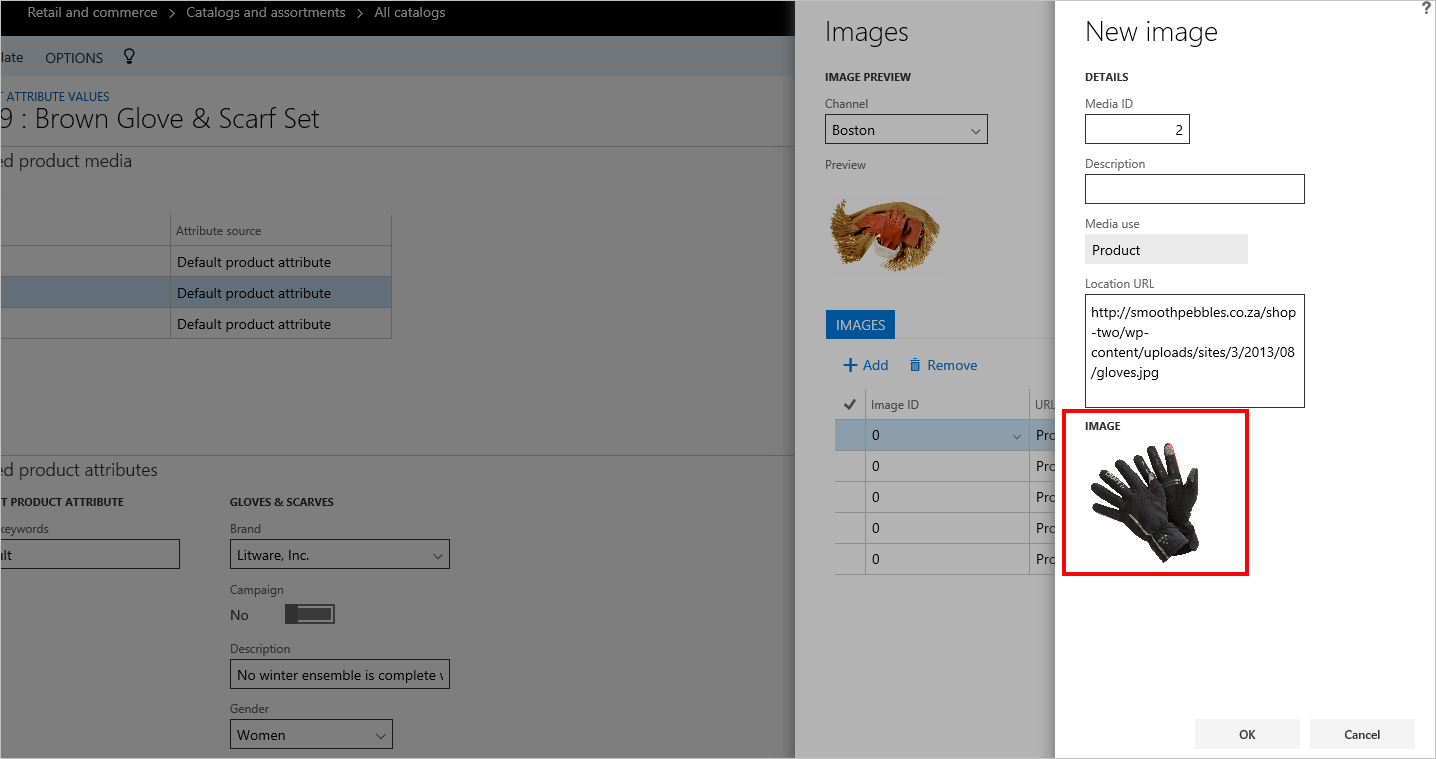 Retail and commerce > Catalogs and assortments > All catalogs
?
late OPTIONS
T ATTRIBUTE VALUES
9 : Brown Glove & Scarf Set
ed product media
Attribute source
Default product attribute
Default product attribute
Default product attribute
ed product attributes
T PRODUCT ATTRIBUTE
keywords
ult
GLOVES & SCARVES
Brand
Litware, Inc.
Campaign
No
Description
No winter ensemble is complete
Gender
Women
Images
IMAGE PREVIEW
Channel
Boston
Preview
IMAGES
Add Remove
Image ID URL
0 Pro
0 Pro
0 Pro
0 Pro
0 Pro
New image
DETAILS
Media ID
2
Description
Media use
Product
Location URL
http://smoothpebbles.co.za/shop
-two/wp-
content/uploads/sites/3/2013/08
/gloves.jpg
IMAGE
OK Cancel